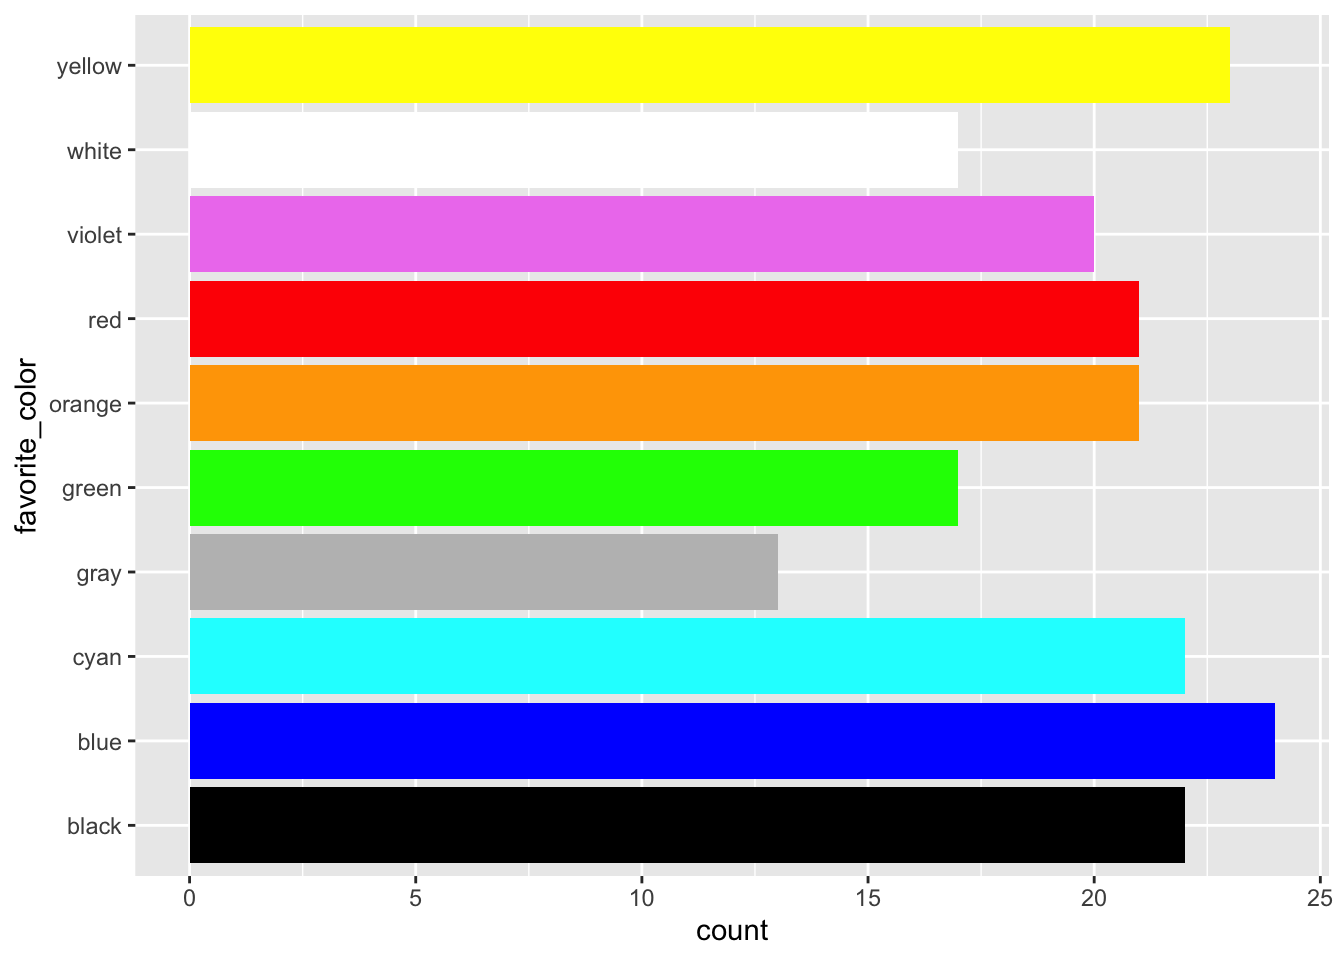 yellow
white
violet
red
orange
green
gray
cyan
blue
black
favorite_color
0 5 10 15 20 25
count